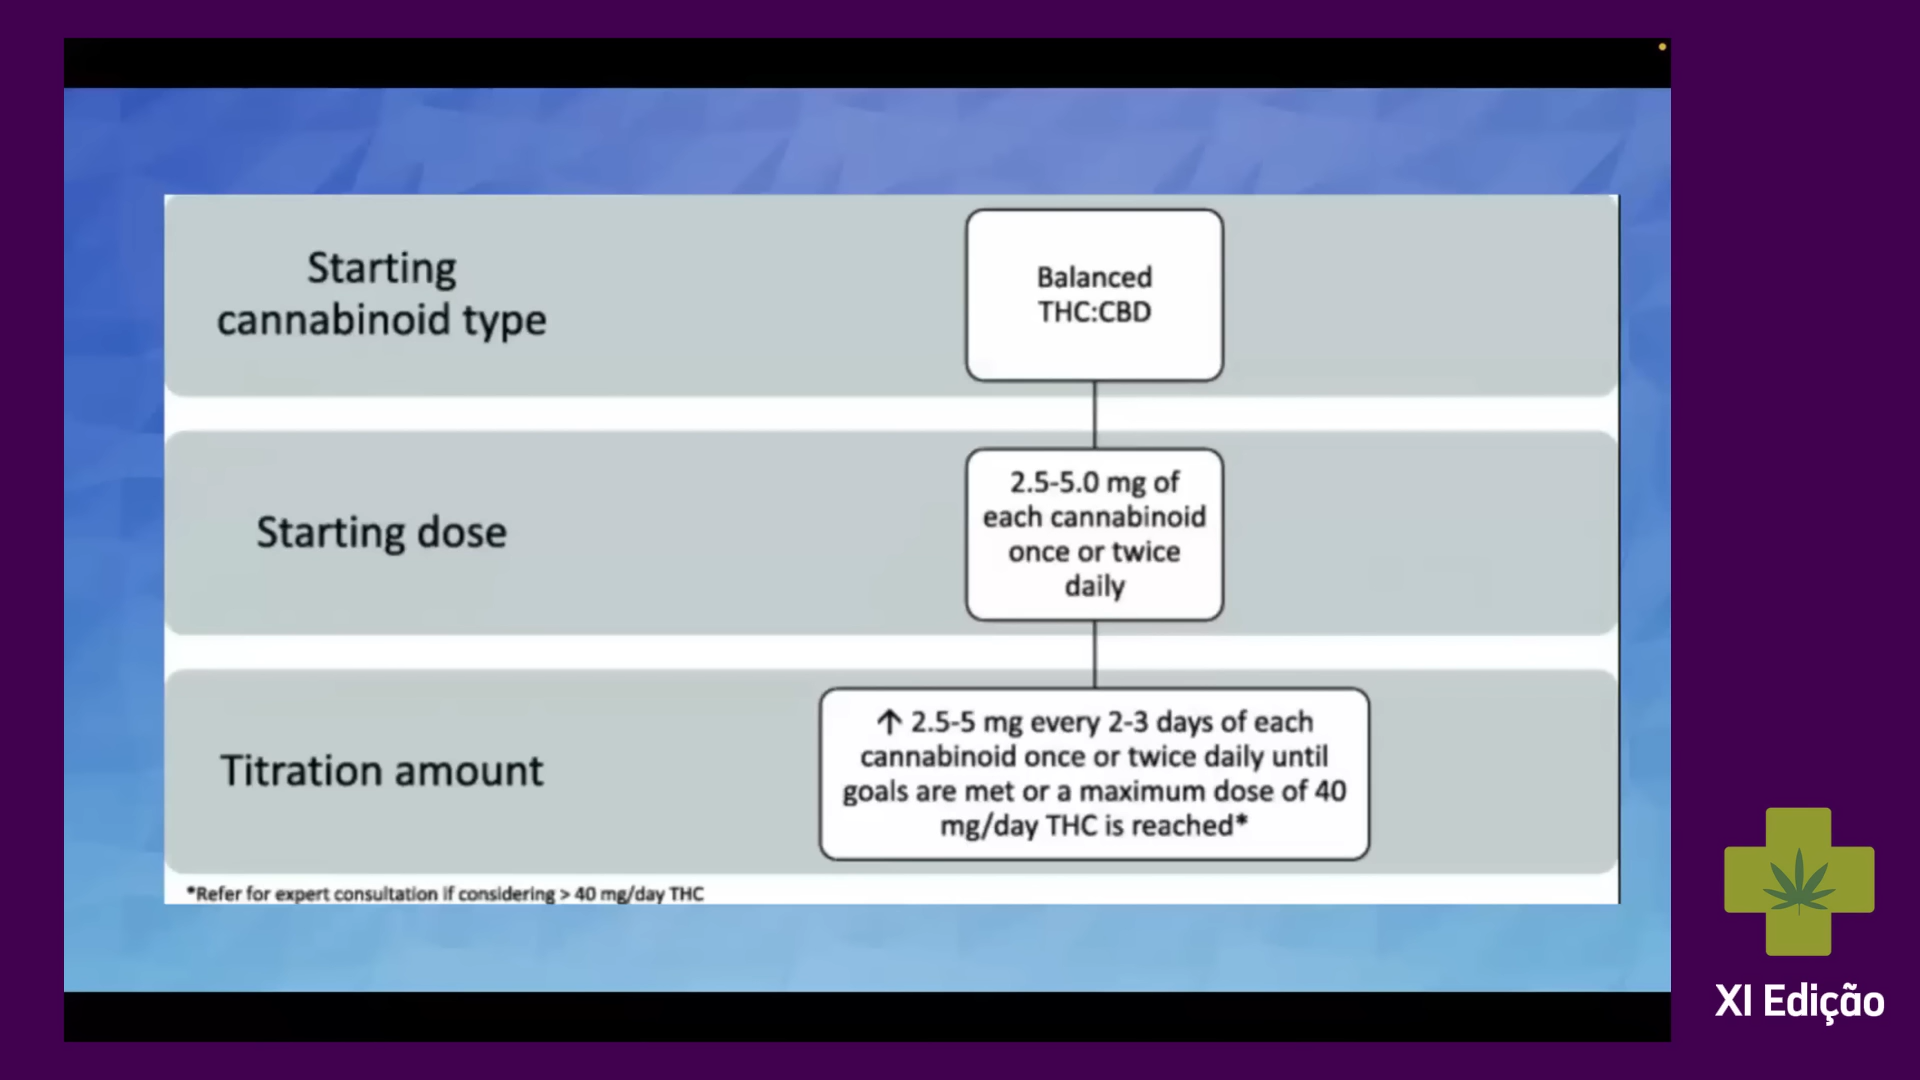 Starting
cannabinoid type
Balanced
THC:CBD
Starting dose
2.5-5.0 mg of
each cannabinoid
once or twice
daily
Titration amount
↑ 2.5-5 mg every 2-3 days of each
cannabinoid once or twice daily until
goals are met or a maximum dose of 40
mg/day THC is reached*
*Refer for expert consultation if considering > 40 mg/day THC
XI Edição